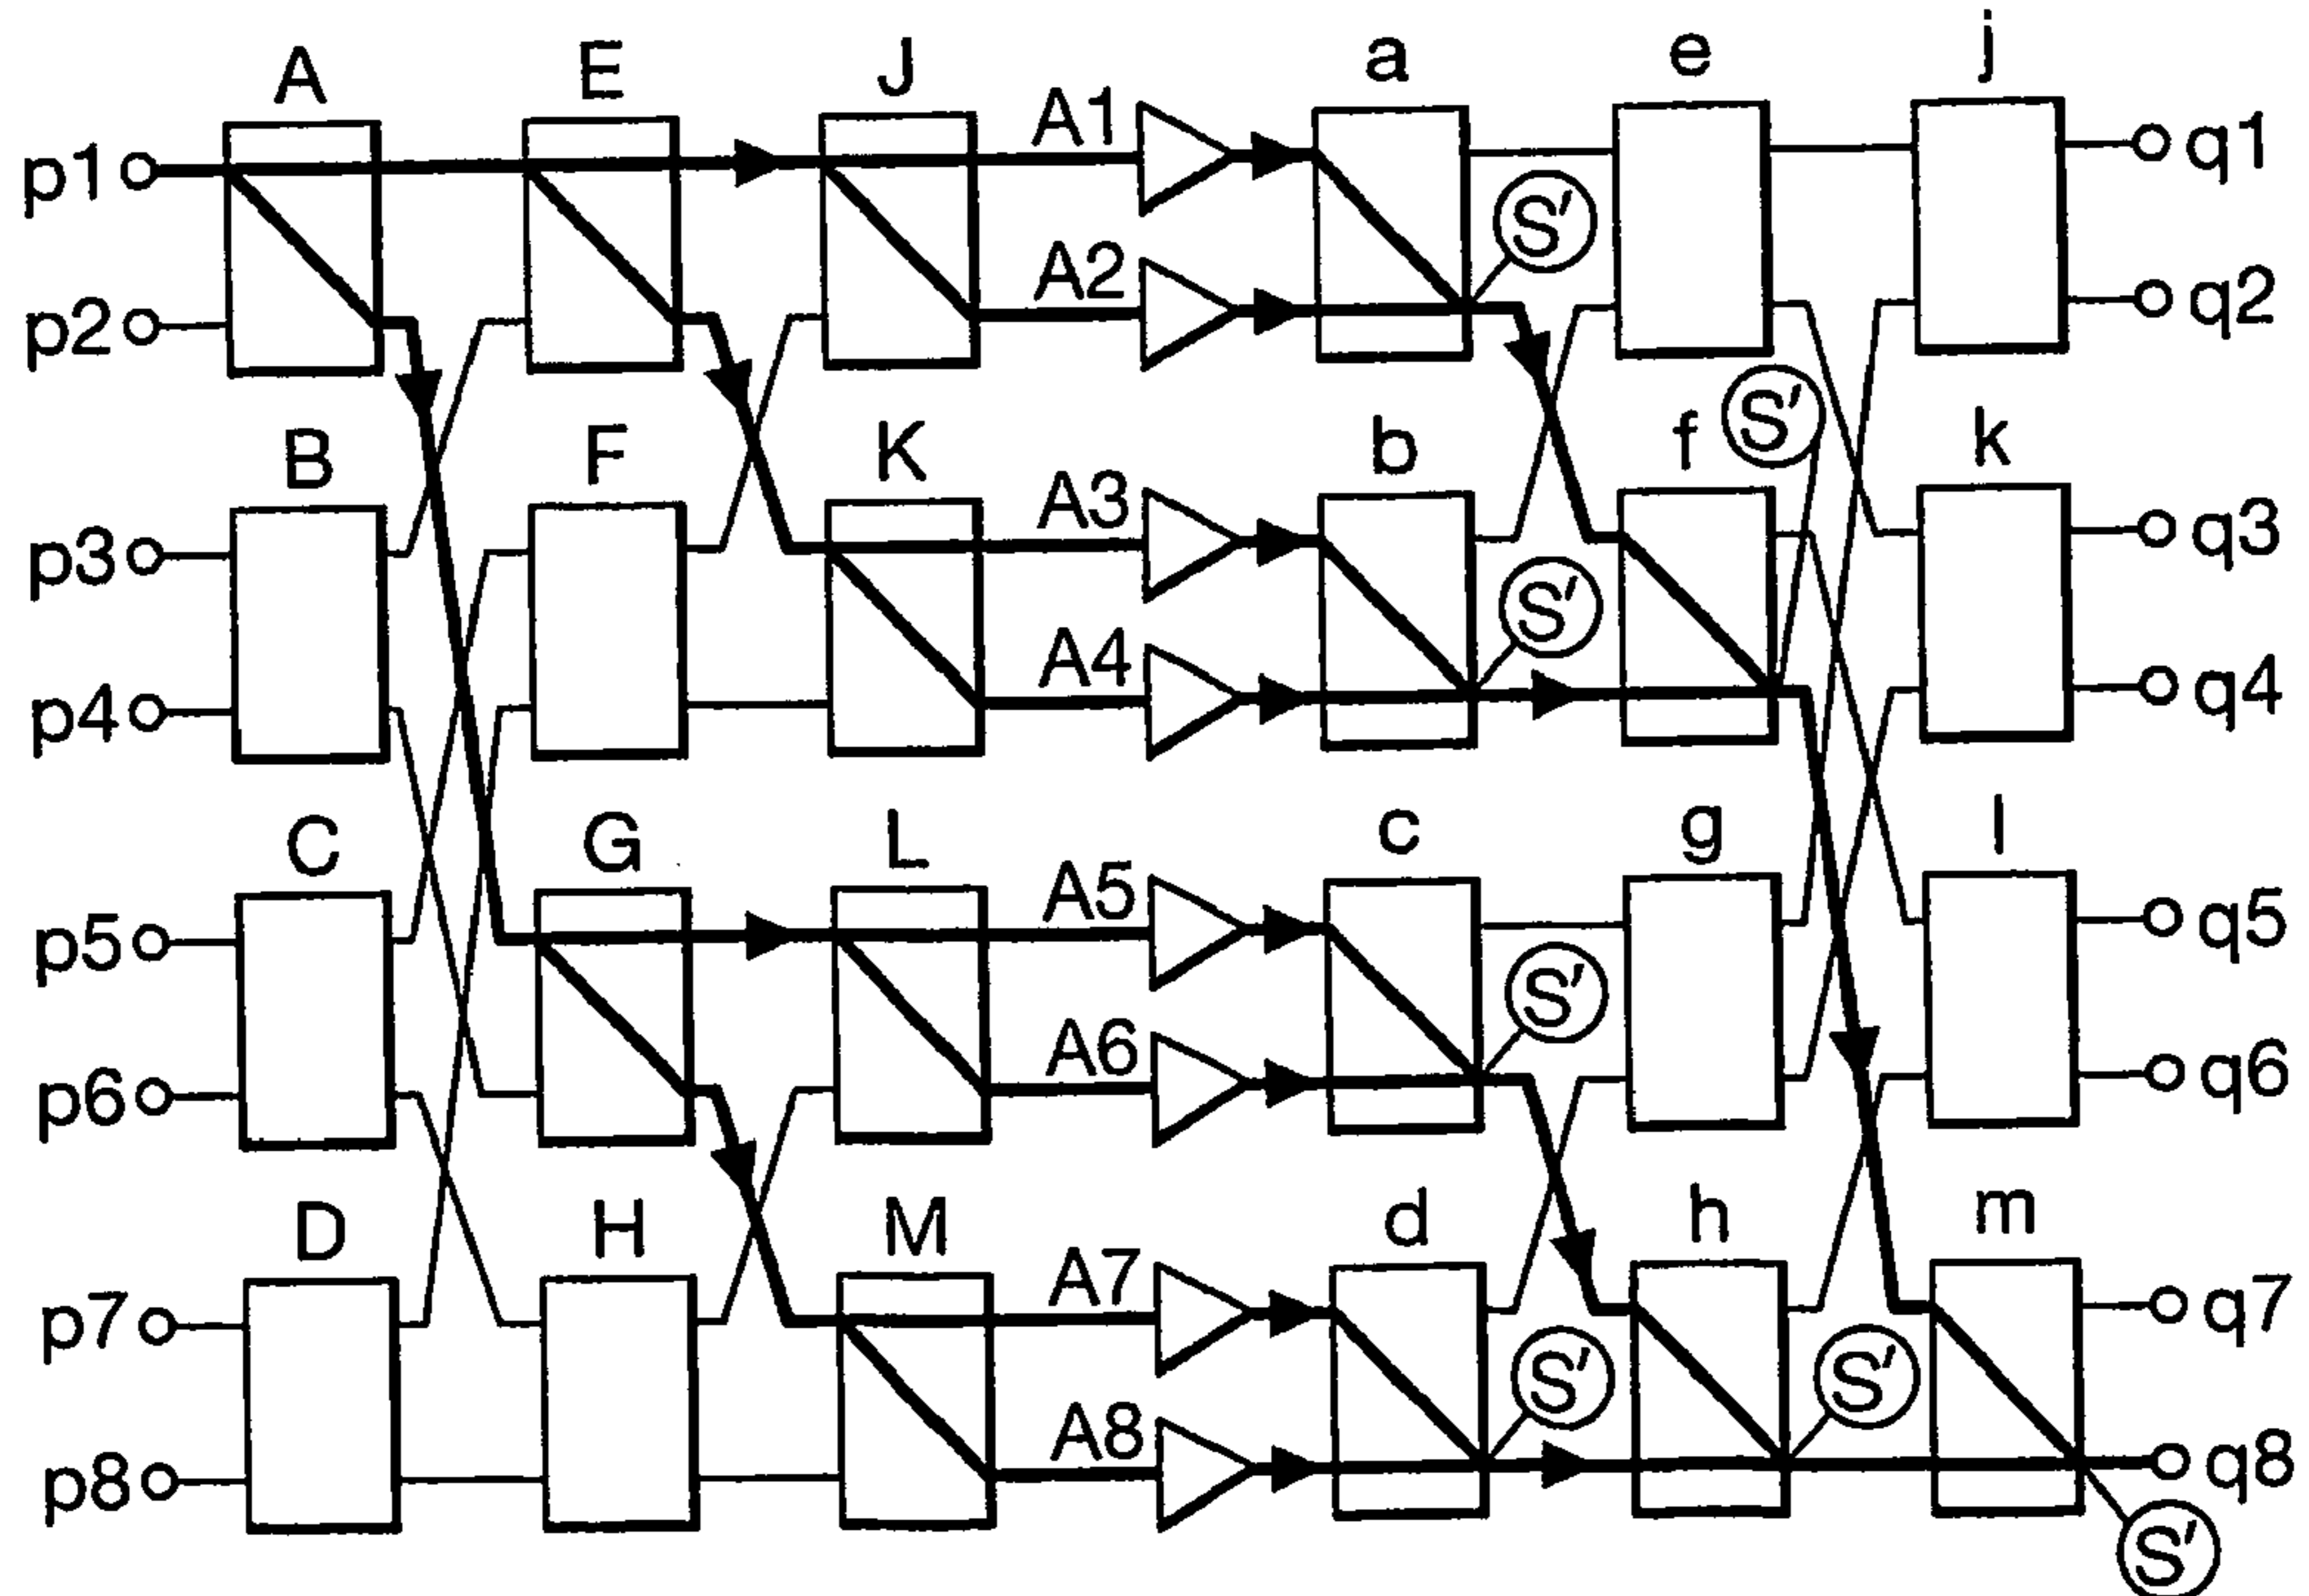 A E J a e j
A1
p1 q1
S'
A2
p2 q2
S'
B F K b f k
A3
p3 q3
S'
A4
p4 q4
C G L c g l
A5
p5 q5
S'
A6
p6 q6
D H M d h m
A7
p7 q7
S' S'
A8
p8 q8
S'